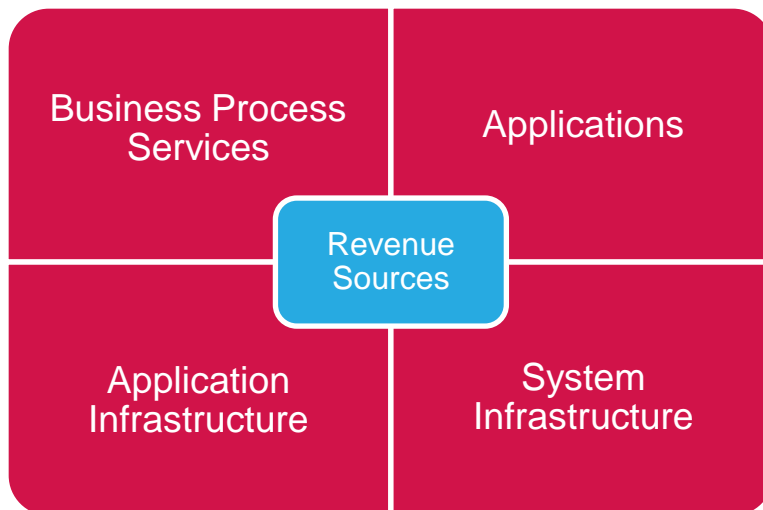 Business Process
Services
Applications
Revenue
Sources
Application
Infrastructure
System
Infrastructure